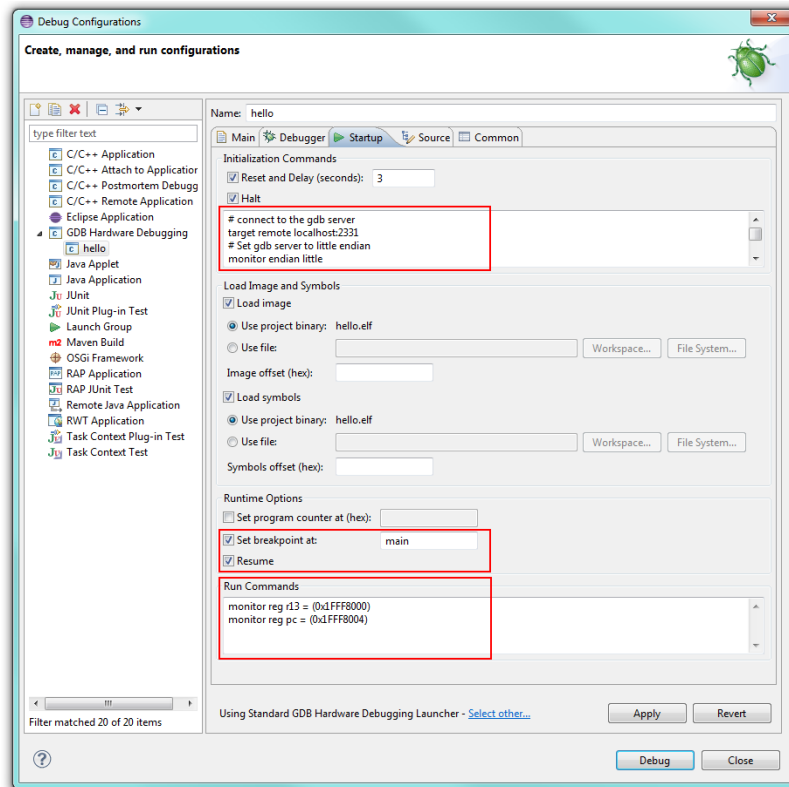 Debug Configurations
Create, manage, and run configurations
type filter text
C/C++ Application
C/C++ Attach to Application
C/C++ Postmortem Debugg
C/C++ Remote Application
Eclipse Application
GDB Hardware Debugging
hello
Java Applet
Java Application
JUnit
JUnit Plug-in Test
Launch Group
Maven Build
OSGi Framework
RAP Application
RAP JUnit Test
Remote Java Application
RWT Application
Task Context Plug-in Test
Task Context Test
Filter matched 20 of 20 items
Name: hello
Main Debugger Startup Source Common
Initialization Commands
Reset and Delay (seconds): 3
Halt
# connect to the gdb server
target remote localhost:2331
# Set gdb server to little endian
monitor endian little
Load Image and Symbols
Load image
Use project binary: hello.elf
Use file: Workspace... File System...
Image offset (hex):
Load symbols
Use project binary: hello.elf
Use file: Workspace... File System...
Symbols offset (hex):
Runtime Options
Set program counter at (hex):
Set breakpoint at: main
Resume
Run Commands
monitor reg r13 = (0x1FFF8000)
monitor reg pc = (0x1FFF8004)
Using Standard GDB Hardware Debugging Launcher - Select other...
Apply Revert
Debug Close